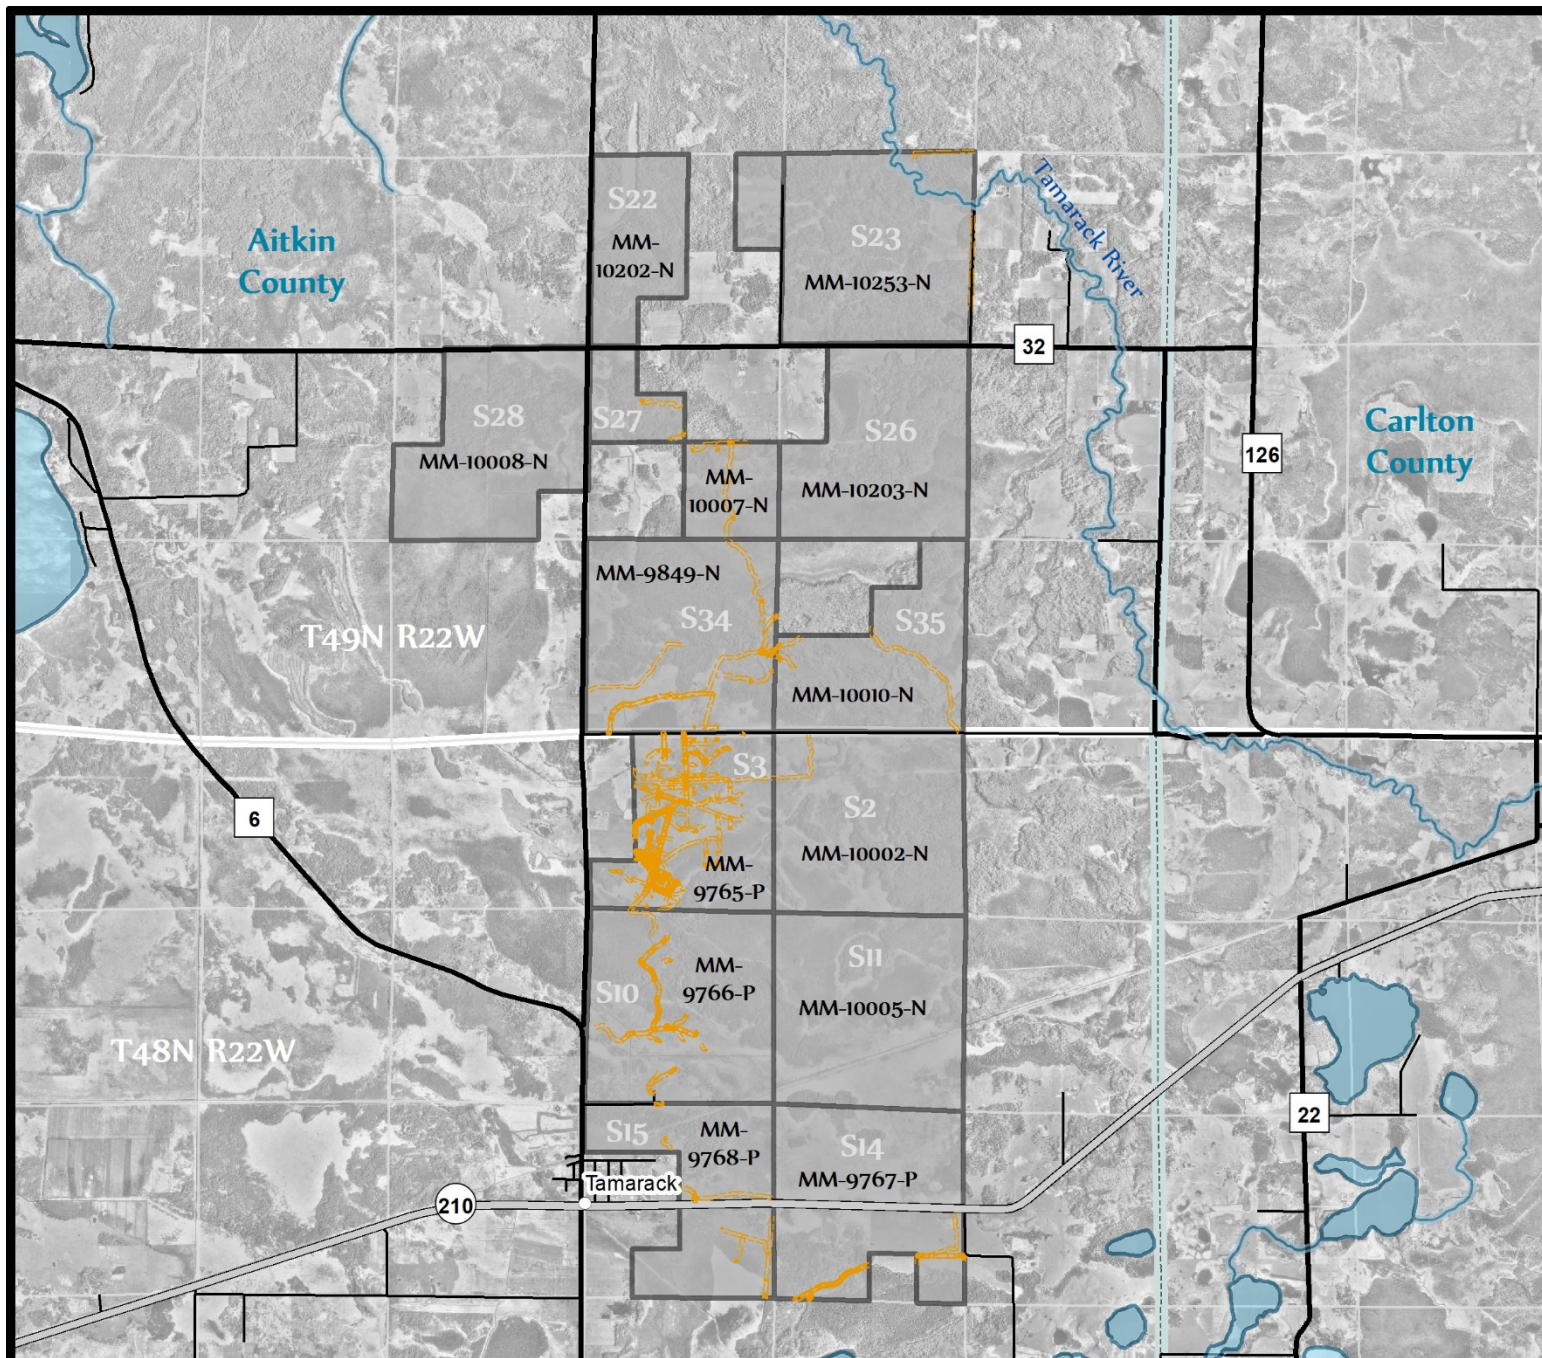 S22
MM-
10202-N
S23
MM-10253-N
Tamarack River
Aitkin
County
32
S28
MM-10008-N
S27
S26
MM-
10007-N
MM-10203-N
126
Carlton
County
MM-9849-N
S34
S35
T49N R22W
MM-10010-N
S3
S2
6
MM-
9765-P
MM-10002-N
S10
MM-
9766-P
S11
MM-10005-N
T48N R22W
S15
MM-
9768-P
S14
MM-9767-P
22
Tamarack
210